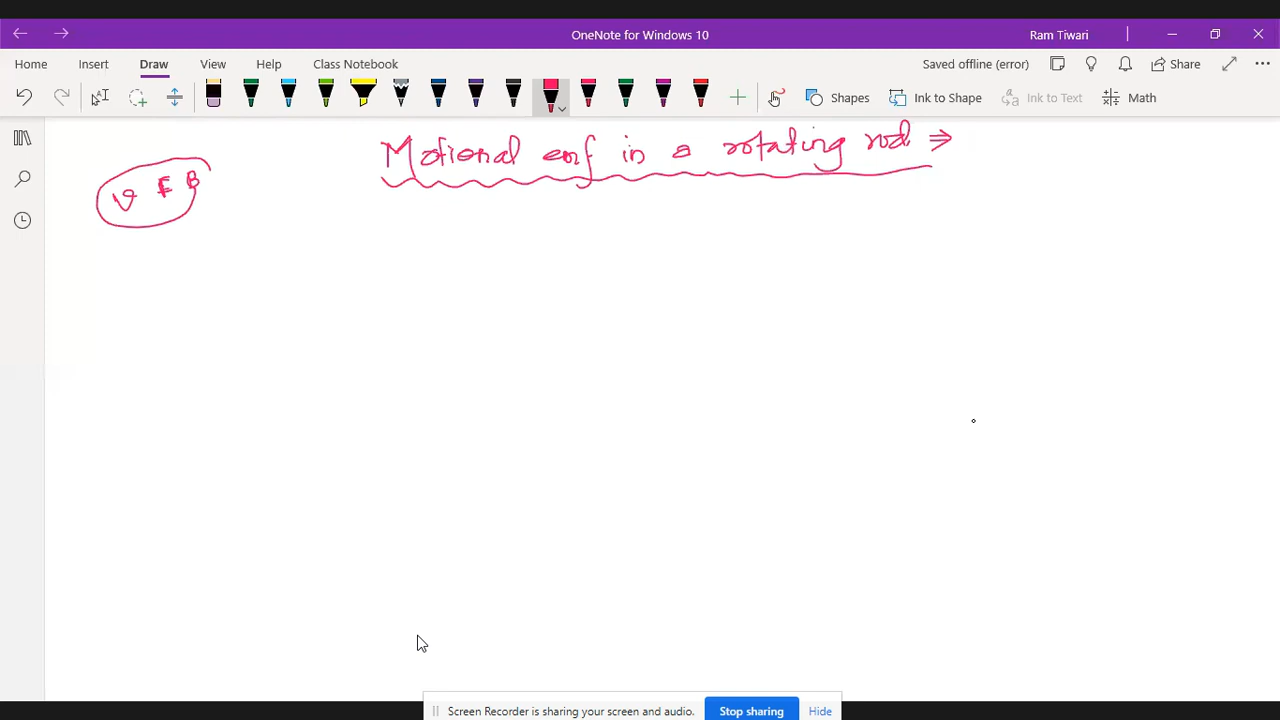 OneNote for Windows 10
Ram Tiwari
Home Insert Draw View Help Class Notebook
Saved offline (error) Share
Shapes Ink to Shape Ink to Text Math
Motional emf in a rotating rod ⇒
v & B
Screen Recorder is sharing your screen and audio. Stop sharing Hide